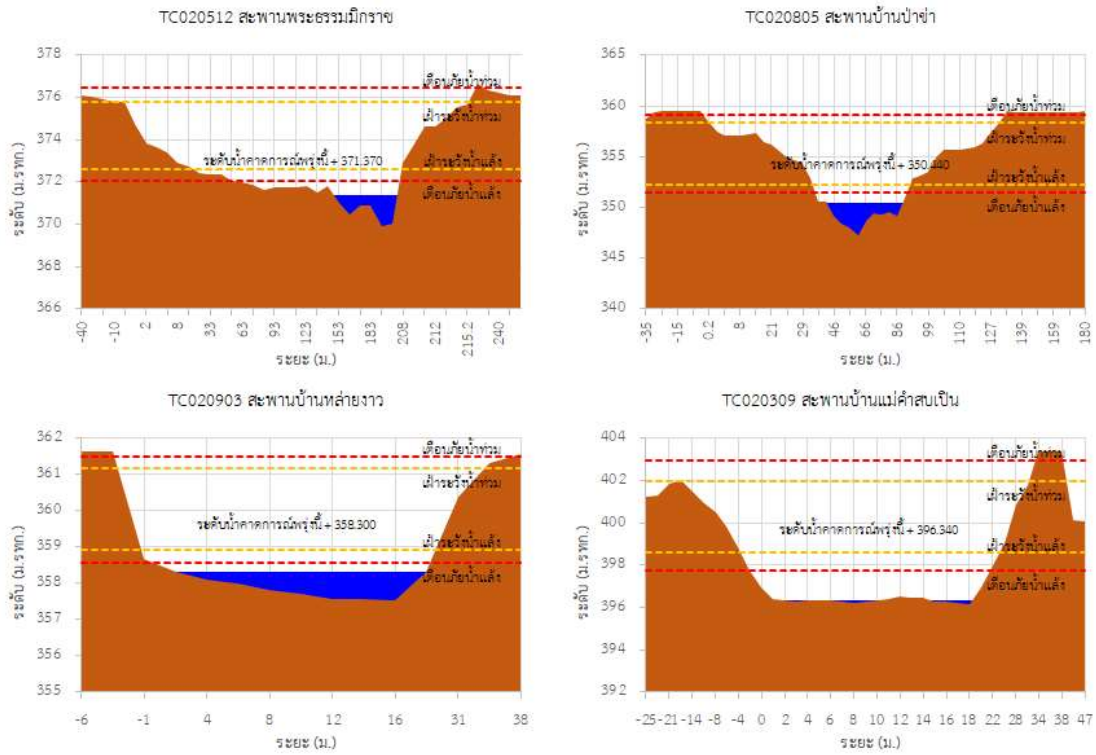 TC020512 สะพานพระธรรมมิกราช
378
376
374
372
370
368
366
ระดับ (ม.รทก.)
เตือนภัยน้ำท่วม
เฝ้าระวังน้ำท่วม
ระดับน้ำคาดการณ์พรุ่งนี้ + 371.370
เฝ้าระวังน้ำแล้ง
เตือนภัยน้ำแล้ง
-40 -10 2 8 33 53 63 93 123 153 183 208 212 215.2 240
ระยะ (ม.)
TC020805 สะพานบ้านป่าข่า
365
360
355
350
345
340
ระดับ (ม.รทก.)
เตือนภัยน้ำท่วม
เฝ้าระวังน้ำท่วม
ระดับน้ำคาดการณ์พรุ่งนี้ + 350.440
เฝ้าระวังน้ำแล้ง
เตือนภัยน้ำแล้ง
-35 -15 0.2 8 21 29 46 66 86 99 110 127 139 159 180
ระยะ (ม.)
TC020903 สะพานบ้านหล่ายงาว
362
361
360
359
358
357
356
355
ระดับ (ม.รทก.)
เตือนภัยน้ำท่วม
เฝ้าระวังน้ำท่วม
ระดับน้ำคาดการณ์พรุ่งนี้ + 358.300
เฝ้าระวังน้ำแล้ง
เตือนภัยน้ำแล้ง
-6 -1 4 8 12 16 31 38
ระยะ (ม.)
TC020309 สะพานบ้านแม่คำสบเปิน
404
402
400
398
396
394
392
ระดับ (ม.รทก.)
เตือนภัยน้ำท่วม
เฝ้าระวังน้ำท่วม
ระดับน้ำคาดการณ์พรุ่งนี้ + 396.340
เฝ้าระวังน้ำแล้ง
เตือนภัยน้ำแล้ง
-25 -21 -14 -8 -4 0 2 4 6 8 10 12 16 18 22 28 34 38 47
ระยะ (ม.)